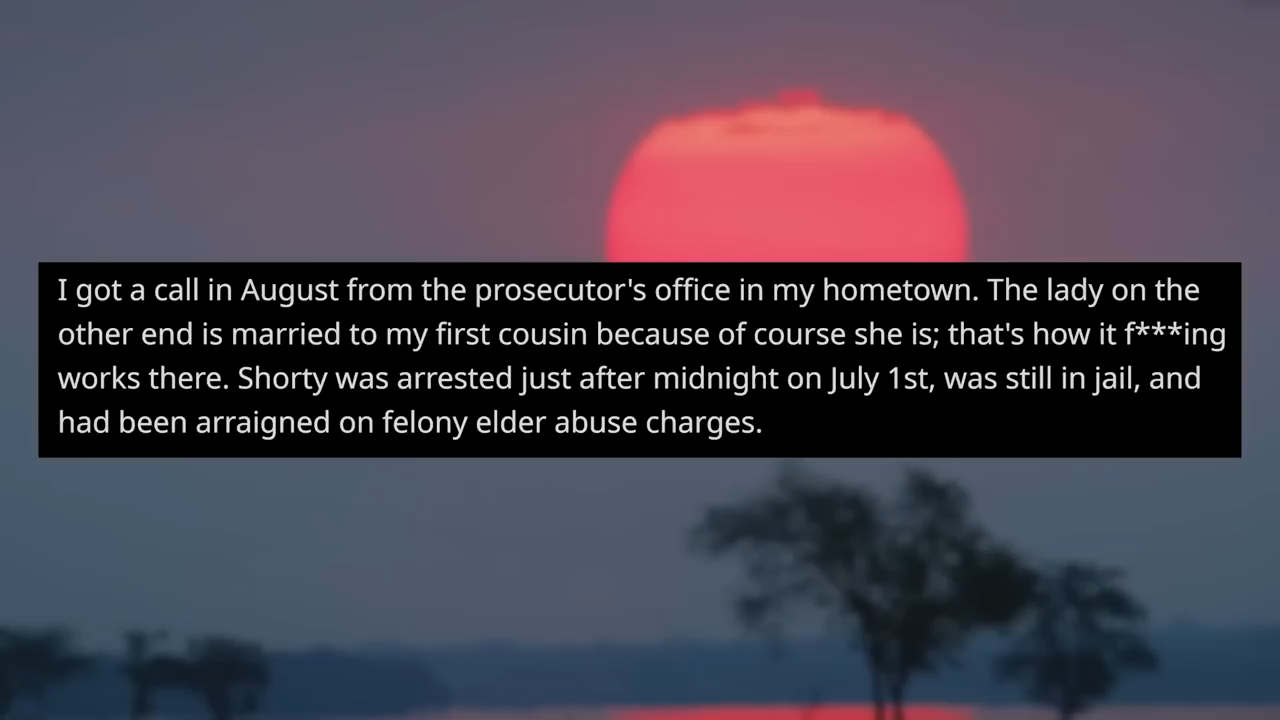 I got a call in August from the prosecutor's office in my hometown. The lady on the
other end is married to my first cousin because of course she is; that's how it f***ing
works there. Shorty was arrested just after midnight on July 1st, was still in jail, and
had been arraigned on felony elder abuse charges.